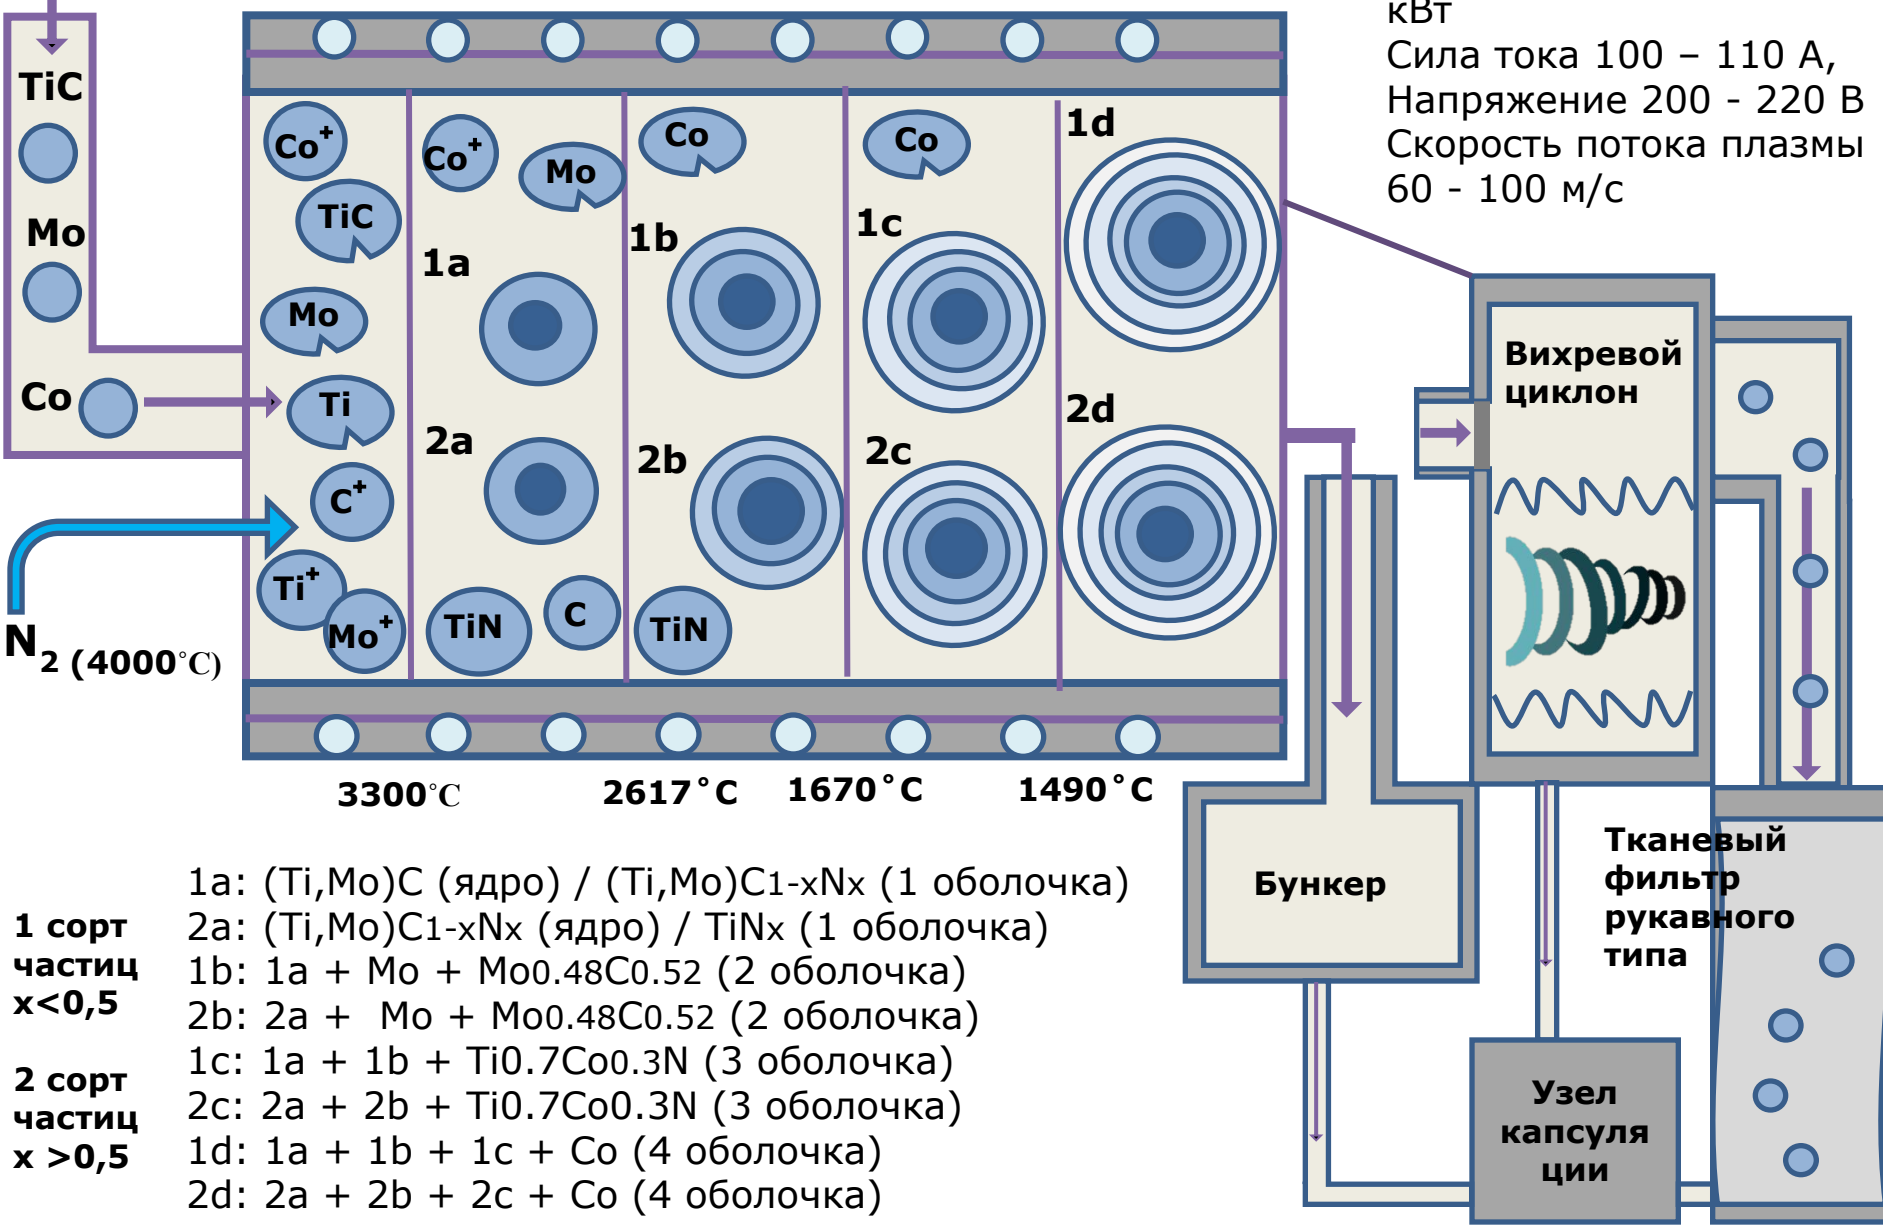 кВт
Сила тока 100 – 110 А,
Напряжение 200 - 220 В
Скорость потока плазмы
60 - 100 м/с
TiC
Mo
Co
N2 (4000˚C)
Co+
TiC
Mo
Ti
C+
Ti+
Mo+
Co+
Mo
1a
2a
TiN
C
Co
1b
2b
TiN
Co
1c
2c
1d
2d
3300˚C
2617˚C
1670˚C
1490˚C
Вихревой
циклон
Бункер
Тканевый
фильтр
рукавного
типа
Узел
капсуля
ции
1 сорт
частиц
x<0,5
2 сорт
частиц
x >0,5
1a: (Ti,Mo)C (ядро) / (Ti,Mo)C1-xNx (1 оболочка)
2a: (Ti,Mo)C1-xNx (ядро) / TiNx (1 оболочка)
1b: 1a + Mo + Mo0.48C0.52 (2 оболочка)
2b: 2a + Mo + Mo0.48C0.52 (2 оболочка)
1c: 1a + 1b + Ti0.7Co0.3N (3 оболочка)
2c: 2a + 2b + Ti0.7Co0.3N (3 оболочка)
1d: 1a + 1b + 1c + Co (4 оболочка)
2d: 2a + 2b + 2c + Co (4 оболочка)